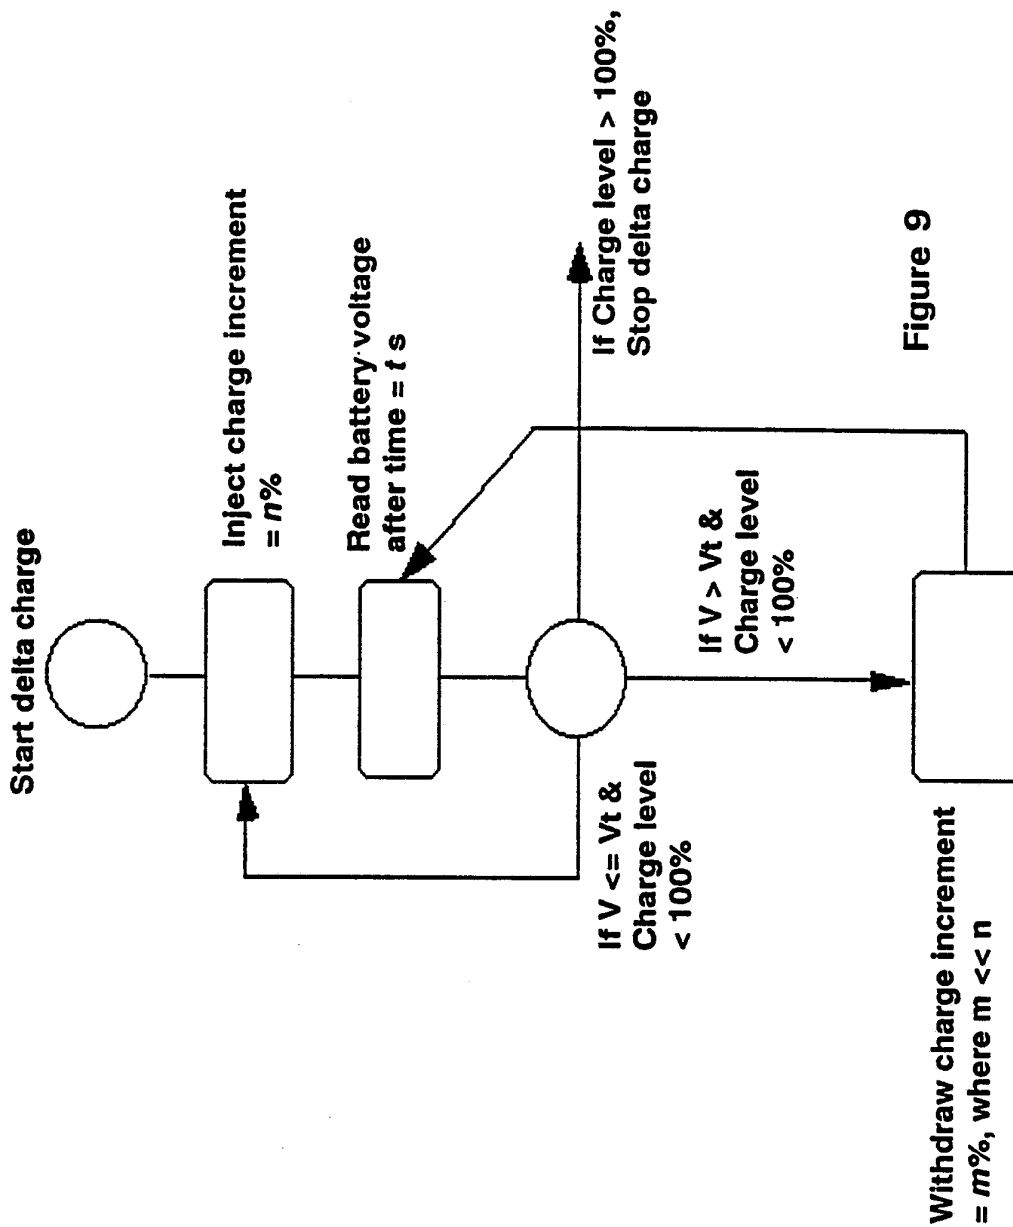 Start delta charge
Inject charge increment
= n%
Read battery voltage
after time = t s
If V <= Vt &
Charge level
< 100%
If V > Vt &
Charge level
< 100%
If Charge level > 100%,
Stop delta charge
Withdraw charge increment
= m%, where m << n
Figure 9